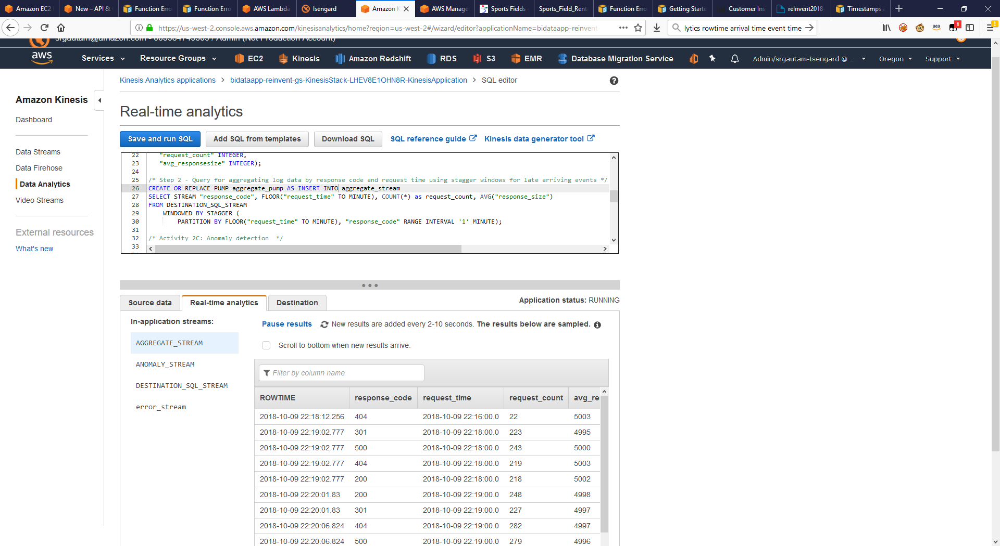 Amazon EC2
New – API &
Function Erro
Function Erro
AWS Lambda
Isengard
Amazon K
AWS Manage
Sports Fields
Sports_Field_Rent
Function Erro
Getting Starte
Customer Ins
reInvent2018-
Timestamps a
https://us-west-2.console.aws.amazon.com/kinesisanalytics/home?region=us-west-2#/wizard/editor?applicationName=bidataapp-reinvent
lytics rowtime arrival time event time
aea
1
aws
Services
Resource Groups
EC2
Kinesis
Amazon Redshift
RDS
S3
EMR
Database Migration Service
Admin/srgautam-Isengard @ ...
Oregon
Support
Kinesis Analytics applications > bidataapp-reinvent-gs-KinesisStack-LHEV8E1OHN8R-KinesisApplication > SQL editor
Amazon Kinesis
Dashboard
Data Streams
Data Firehose
Data Analytics
Video Streams
External resources
What's new
Real-time analytics
Save and run SQL
Add SQL from templates
Download SQL
SQL reference guide
Kinesis data generator tool
22 "request_count" INTEGER,
23 "avg_responsesize" INTEGER);
24
25 /* Step 2 - Query for aggregating log data by response code and request time using stagger windows for late arriving events */
26 CREATE OR REPLACE PUMP aggregate_pump AS INSERT INTO aggregate_stream
27 SELECT STREAM "response_code", FLOOR("request_time" TO MINUTE), COUNT(*) as request_count, AVG("response_size")
28 FROM DESTINATION_SQL_STREAM
29 WINDOWED BY STAGGER (
30 PARTITION BY FLOOR("request_time" TO MINUTE), "response_code" RANGE INTERVAL '1' MINUTE);
31
32 /* Activity 2C: Anomaly detection */
33
Source data
Real-time analytics
Destination
Application status: RUNNING
In-application streams:
AGGREGATE_STREAM
ANOMALY_STREAM
DESTINATION_SQL_STREAM
error_stream
Pause results
New results are added every 2-10 seconds. The results below are sampled.
Scroll to bottom when new results arrive.
Filter by column name
ROWTIME response_code request_time request_count avg_re
2018-10-09 22:18:12.256 404 2018-10-09 22:16:00.0 22 5003
2018-10-09 22:19:02.777 301 2018-10-09 22:18:00.0 223 4995
2018-10-09 22:19:02.777 500 2018-10-09 22:18:00.0 243 5000
2018-10-09 22:19:02.777 404 2018-10-09 22:18:00.0 219 5003
2018-10-09 22:19:02.777 200 2018-10-09 22:18:00.0 218 5002
2018-10-09 22:20:01.83 200 2018-10-09 22:19:00.0 248 4998
2018-10-09 22:20:01.83 301 2018-10-09 22:19:00.0 227 4997
2018-10-09 22:20:06.824 404 2018-10-09 22:19:00.0 282 4997
2018-10-09 22:20:06.824 500 2018-10-09 22:19:00.0 279 4996